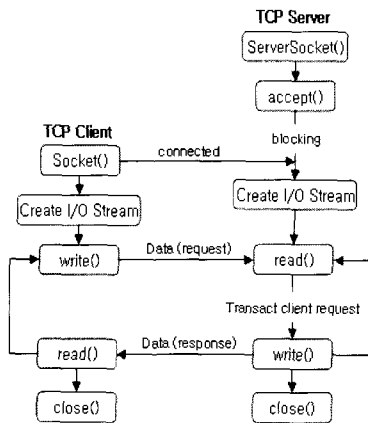 TCP Server
ServerSocket()
accept()
TCP Client
blocking
Socket()
connected
Create I/O Stream
Create I/O Stream
write()
Data (request)
read()
Transact client request
read()
Data (response)
write()
close()
close()